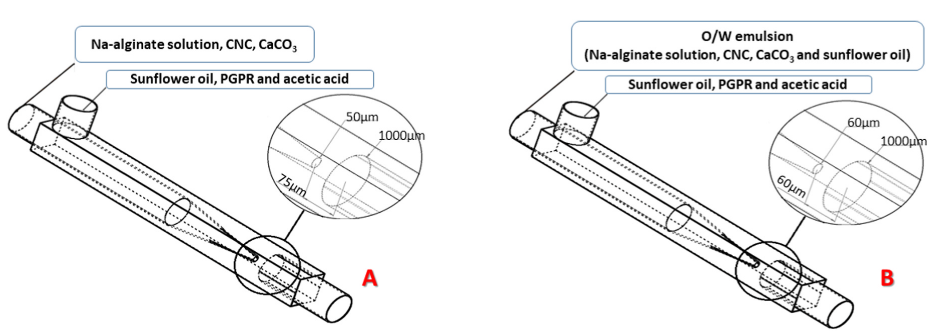 Na-alginate solution, CNC, CaCO₃
Sunflower oil, PGPR and acetic acid
50µm
1000µm
75µm
A
O/W emulsion
(Na-alginate solution, CNC, CaCO₃ and sunflower oil)
Sunflower oil, PGPR and acetic acid
60µm
1000µm
60µm
B